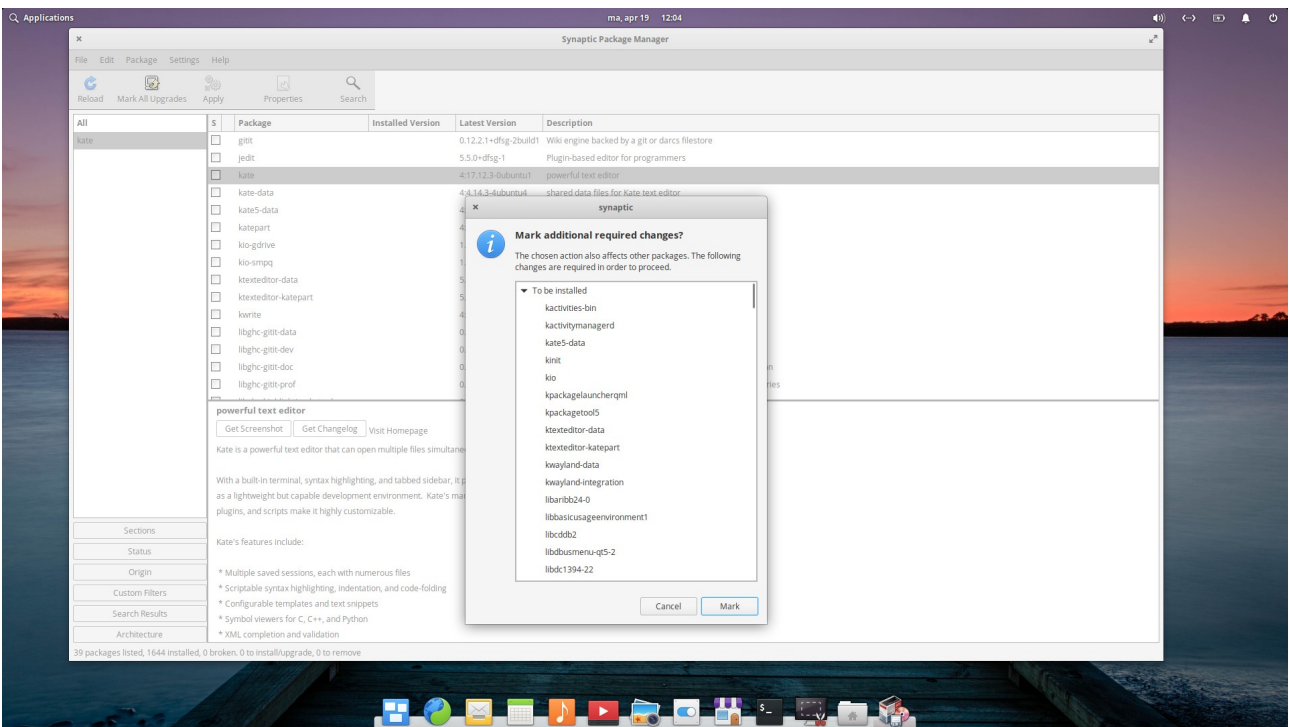 Applications
ma, apr 19 12:04
Synaptic Package Manager
File Edit Package Settings Help
Reload Mark All Upgrades Apply Properties Search
All
kate
S Package Installed Version Latest Version Description
gitit 0.12.2.1+dfsg-2build1 Wiki engine backed by a git or darcs filestore
jedit 5.5.0+dfsg-1 Plugin-based editor for programmers
kate 4:17.12.3-0ubuntu1 powerful text editor
kate-data 4:4.14.3-4ubuntu4 shared data files for Kate text editor
kate5-data
katepart
kio-gdrive
kio-smpq
ktexteditor-data
ktexteditor-katepart
kwrite
libghc-gitit-data
libghc-gitit-dev
libghc-gitit-doc
libghc-gitit-prof
powerful text editor
Get Screenshot Get Changelog Visit Homepage
Kate is a powerful text editor that can open multiple files
With a built-in terminal, syntax highlighting, and tabbed sidebar, it
as a lightweight but capable development environment. Kate's
plugins, and scripts make it highly customizable.
Kate's features include:
* Multiple saved sessions, each with numerous files
* Scriptable syntax highlighting, indentation, and code-folding
* Configurable templates and text snippets
* Symbol viewers for C, C++, and Python
* XML completion and validation
Sections
Status
Origin
Custom Filters
Search Results
Architecture
39 packages listed, 1644 installed, 0 broken. 0 to install/upgrade, 0 to remove
synaptic
Mark additional required changes?
The chosen action also affects other packages. The following
changes are required in order to proceed.
To be installed
kactivities-bin
kactivitymanagerd
kate5-data
kinit
kio
kpackagelauncherqml
kpackagetool5
ktexteditor-data
ktexteditor-katepart
kwayland-data
kwayland-integration
libaribb24-0
libbasicusageenvironment1
libcddb2
libdbusmenu-qt5-2
libdc1394-22
Cancel Mark